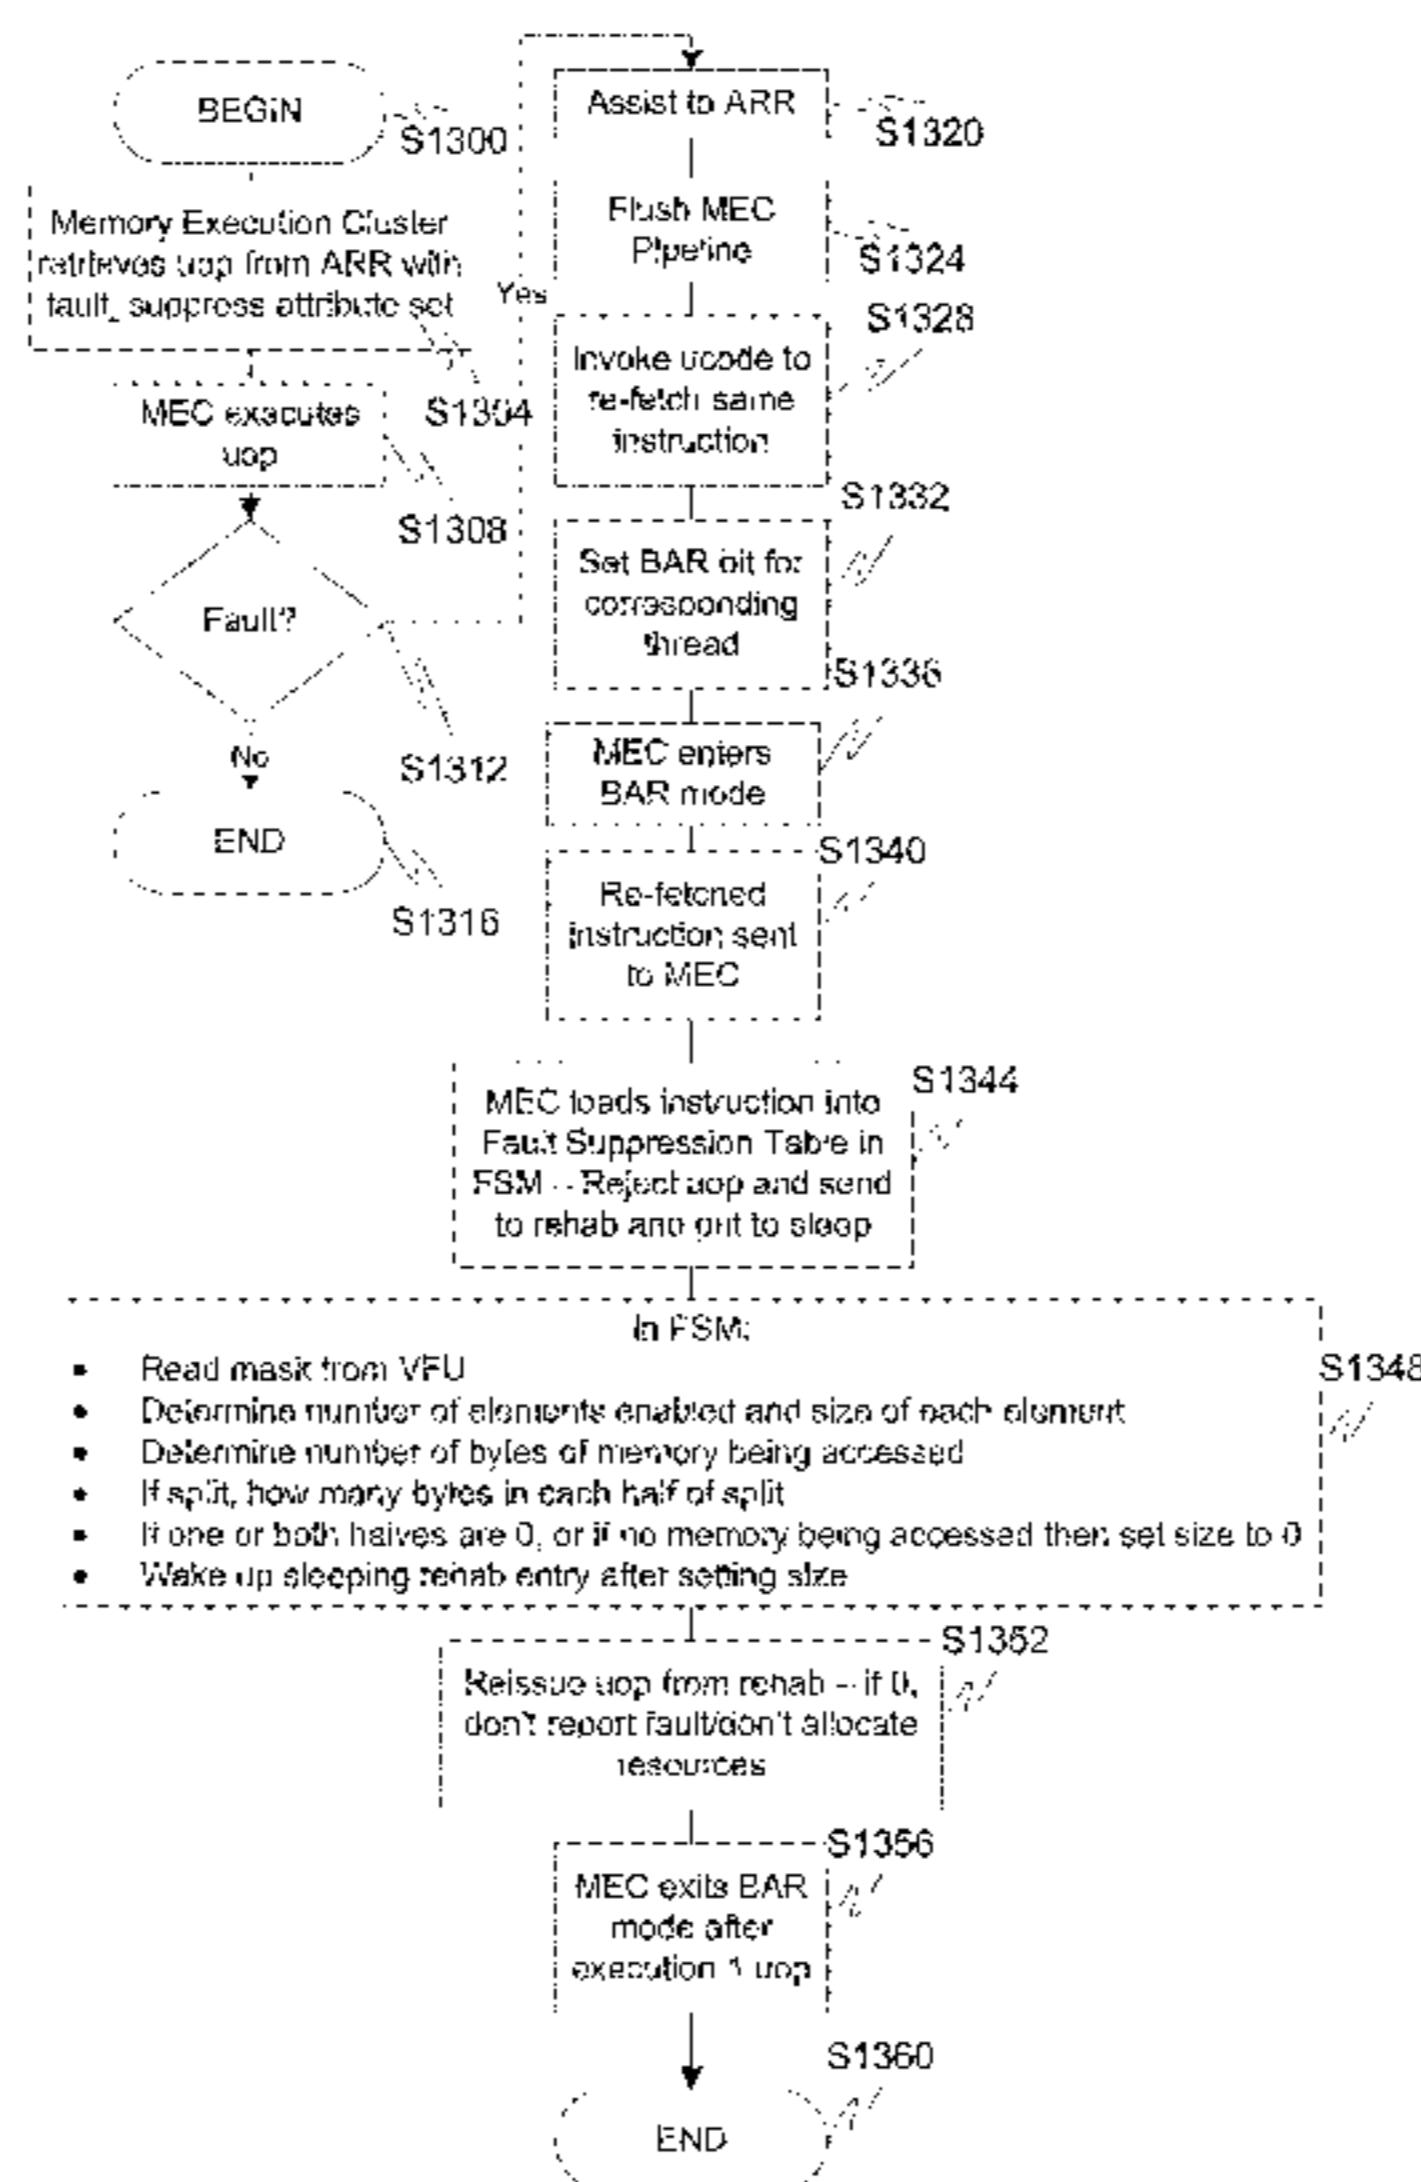 BEGIN
S1300
Memory Execution Cluster
retrieves uop from ARR with
fault_suppress attribute set
S1304
MEC executes
uop
S1308
Fault?
S1312
Yes
No
END
S1316
Assist to ARR
S1320
Flush MEC
Pipeline
S1324
Invoke ucode to
re-fetch same
instruction
S1328
Set BAR bit for
corresponding
thread
S1332
MEC enters
BAR mode
S1336
Re-fetched
instruction sent
to MEC
S1340
MEC loads instruction into
Fault Suppression Table in
FSM -- Reject uop and send
to rehab and put to sleep
S1344
In FSM:
• Read mask from VFU
• Determine number of elements enabled and size of each element
• Determine number of bytes of memory being accessed
• If split, how many bytes in each half of split
• If one or both halves are 0, or if no memory being accessed then set size to 0
• Wake up sleeping rehab entry after setting size
S1348
Reissue uop from rehab -- if 0,
don't report fault/don't allocate
resources
S1352
MEC exits BAR
mode after
execution 1 uop
S1356
END
S1360